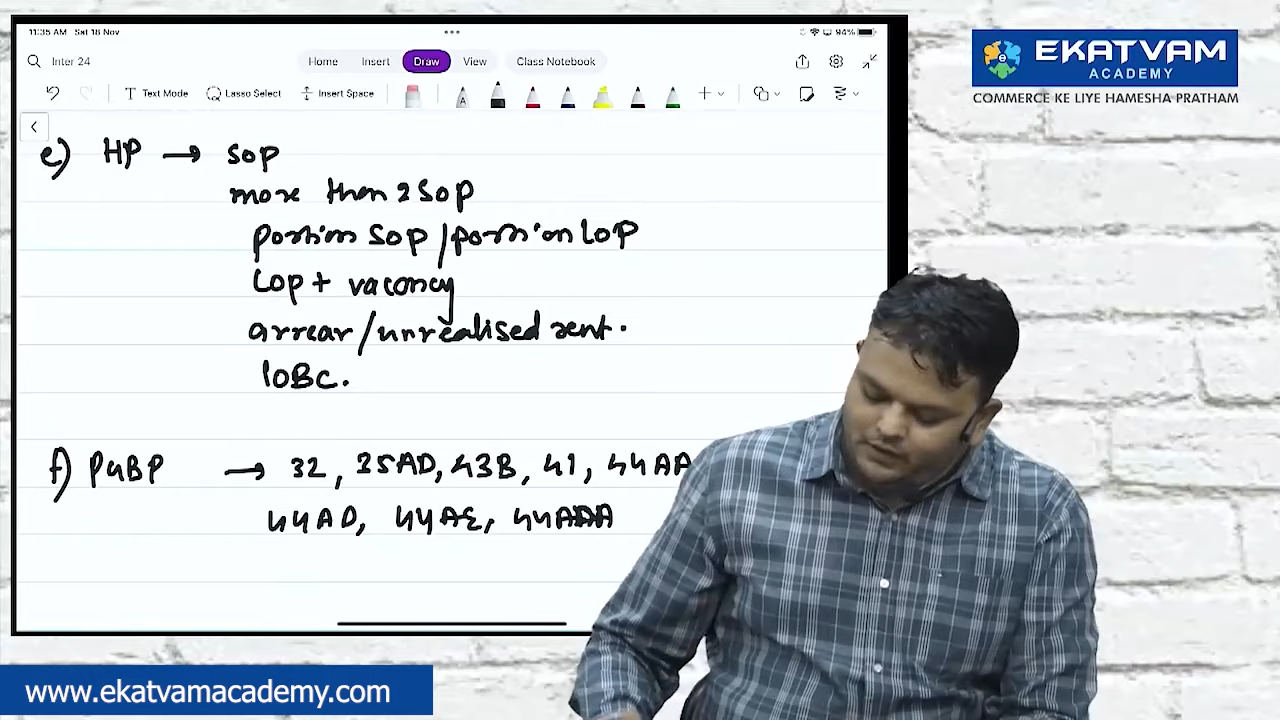 11:35 AM Sat 18 Nov
94%
Inter 24
Home Insert Draw View Class Notebook
Text Mode Lasso Select Insert Space
e) HP → SOP
more than 2 SOP
portion SOP / portion LOP
LOP + vacancy
arrear / unrealised rent.
10BC.
f) P4BP → 32, 35AD, 43B, 41, 44AA
44AD, 44AE, 44ADA
EKATVAM
ACADEMY
COMMERCE KE LIYE HAMESHA PRATHAM
www.ekatvamacademy.com